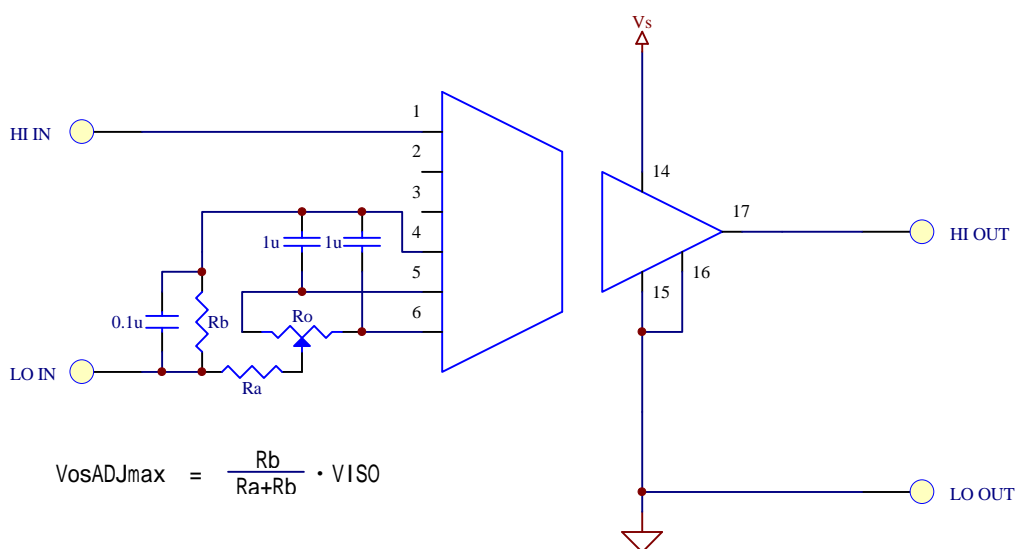 Vs
HI IN
1
2
3
4
5
6
14
17
16
15
HI OUT
1u
1u
0.1u
Rb
Ro
Ra
LO IN
LO OUT
VosADJmax = Rb
Ra+Rb · VISO